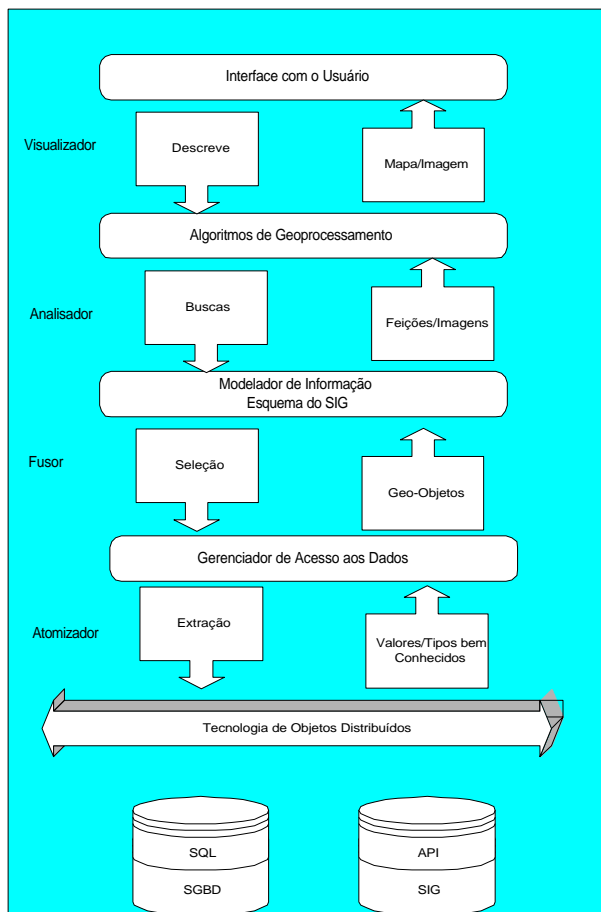 Interface com o Usuário
Visualizador
Descreve
Mapa/Imagem
Algoritmos de Geoprocessamento
Analisador
Buscas
Feições/Imagens
Modelador de Informação
Esquema do SIG
Fusor
Seleção
Geo-Objetos
Gerenciador de Acesso aos Dados
Atomizador
Extração
Valores/Tipos bem
Conhecidos
Tecnologia de Objetos Distribuídos
SQL
API
SGBD
SIG